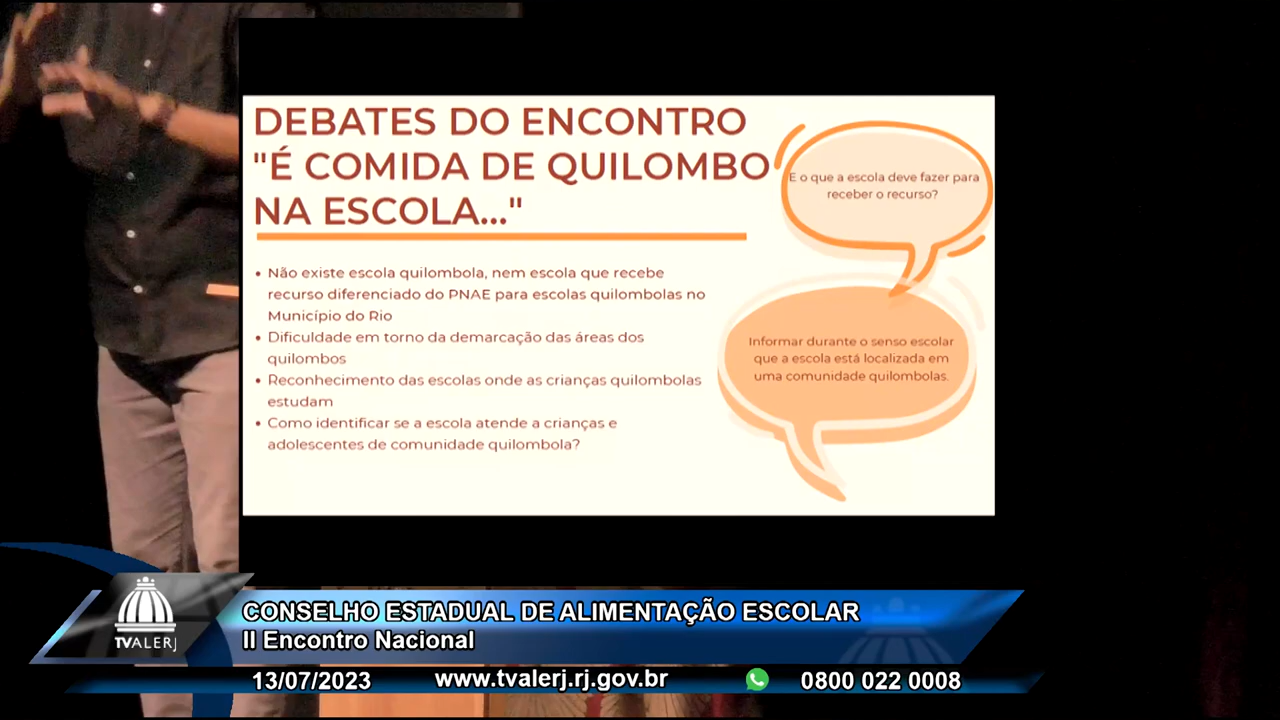 DEBATES DO ENCONTRO
"É COMIDA DE QUILOMBO
NA ESCOLA..."
• Não existe escola quilombola, nem escola que recebe
recurso diferenciado do PNAE para escolas quilombolas no
Município do Rio
• Dificuldade em torno da demarcação das áreas dos
quilombos
• Reconhecimento das escolas onde as crianças quilombolas
estudam
• Como identificar se a escola atende a crianças e
adolescentes de comunidade quilombola?
E o que a escola deve fazer para
receber o recurso?
Informar durante o senso escolar
que a escola está localizada em
uma comunidade quilombolas.
TVALERJ
CONSELHO ESTADUAL DE ALIMENTAÇÃO ESCOLAR
II Encontro Nacional
13/07/2023 www.tvalerj.rj.gov.br 0800 022 0008